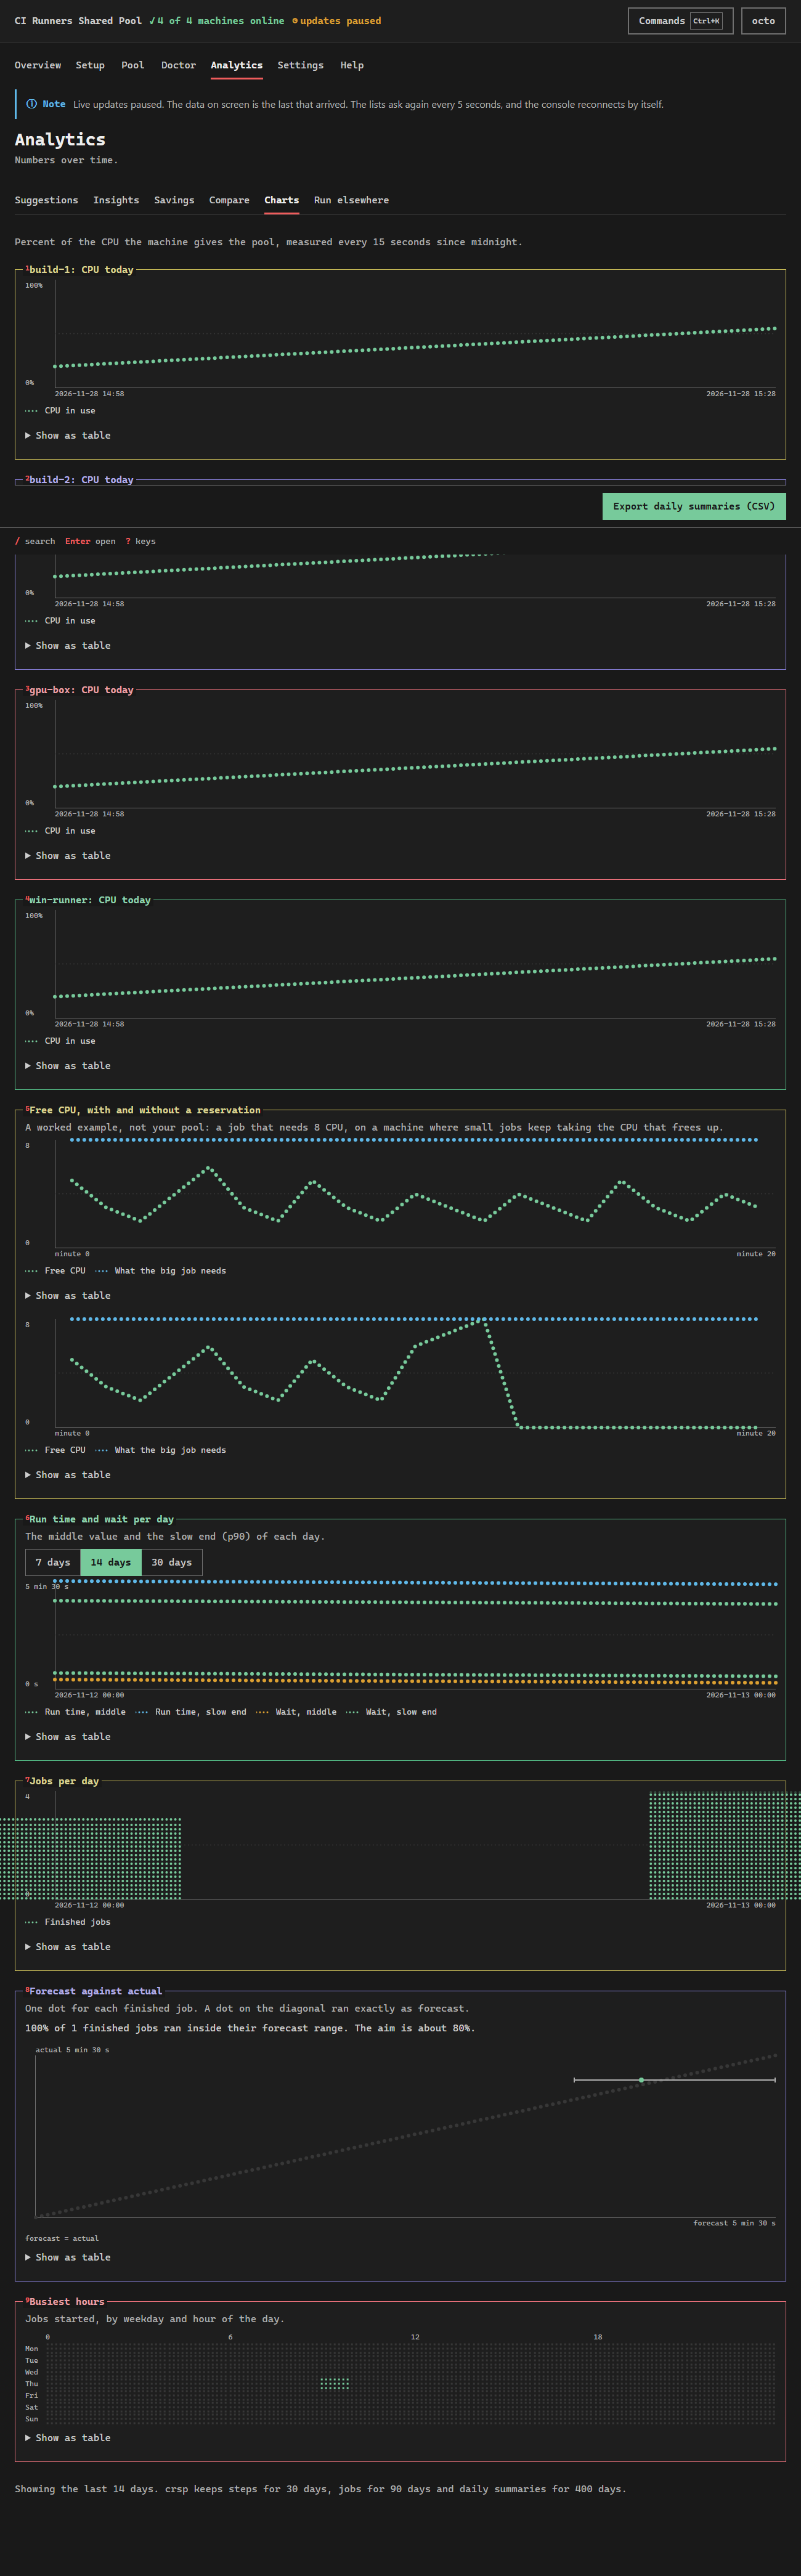 CI Runners Shared Pool ✓4 of 4 machines online ⚙updates paused Commands Ctrl+K octo
Overview Setup Pool Doctor Analytics Settings Help
ⓘ Note Live updates paused. The data on screen is the last that arrived. The lists ask again every 5 seconds, and the console reconnects by itself.
Analytics
Numbers over time.
Suggestions Insights Savings Compare Charts Run elsewhere
Percent of the CPU the machine gives the pool, measured every 15 seconds since midnight.
1build-1: CPU today
100%
0%
2026-11-28 14:58 2026-11-28 15:28
CPU in use
▶ Show as table
2build-2: CPU today
Export daily summaries (CSV)
/ search Enter open ? keys
0%
2026-11-28 14:58 2026-11-28 15:28
CPU in use
▶ Show as table
3gpu-box: CPU today
100%
0%
2026-11-28 14:58 2026-11-28 15:28
CPU in use
▶ Show as table
4win-runner: CPU today
100%
0%
2026-11-28 14:58 2026-11-28 15:28
CPU in use
▶ Show as table
5Free CPU, with and without a reservation
A worked example, not your pool: a job that needs 8 CPU, on a machine where small jobs keep taking the CPU that frees up.
8
0
minute 0 minute 20
Free CPU What the big job needs
▶ Show as table
8
0
minute 0 minute 20
Free CPU What the big job needs
▶ Show as table
6Run time and wait per day
The middle value and the slow end (p90) of each day.
7 days 14 days 30 days
5 min 30 s
0 s
2026-11-12 00:00 2026-11-13 00:00
Run time, middle Run time, slow end Wait, middle Wait, slow end
▶ Show as table
7Jobs per day
4
2026-11-12 00:00 2026-11-13 00:00
Finished jobs
▶ Show as table
8Forecast against actual
One dot for each finished job. A dot on the diagonal ran exactly as forecast.
100% of 1 finished jobs ran inside their forecast range. The aim is about 80%.
actual 5 min 30 s
forecast 5 min 30 s
forecast = actual
▶ Show as table
9Busiest hours
Jobs started, by weekday and hour of the day.
0 6 12 18
Mon
Tue
Wed
Thu
Fri
Sat
Sun
▶ Show as table
Showing the last 14 days. crsp keeps steps for 30 days, jobs for 90 days and daily summaries for 400 days.